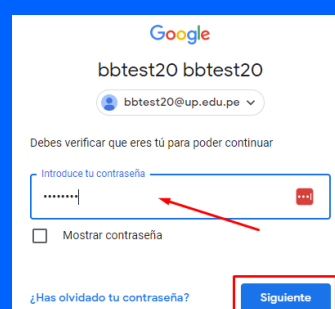 Google
bbtest20 bbtest20
bbtest20@up.edu.pe
Debes verificar que eres tú para poder continuar
Introduce tu contraseña
••••••••
Mostrar contraseña
¿Has olvidado tu contraseña?
Siguiente